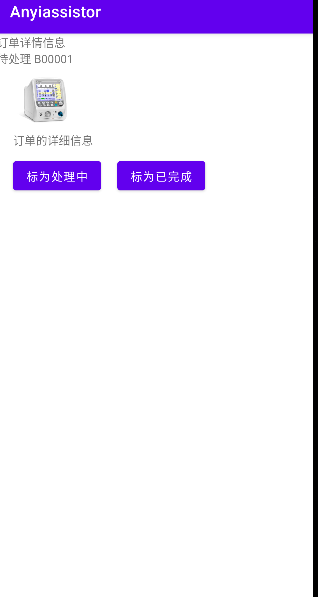 Anyiassistor
订单详情信息
待处理 B00001
订单的详细信息
标为处理中
标为已完成